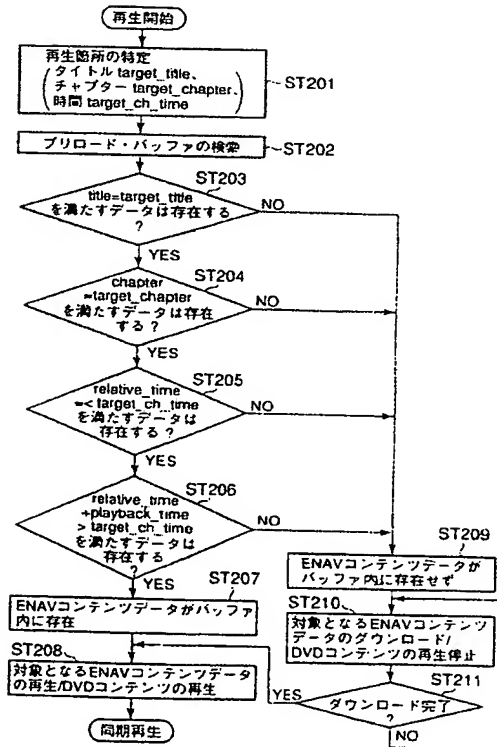 再生開始
再生箇所の特定
タイトル target_title、
チャプター target_chapter、
時間 target_ch_time
ST201
プリロード・バッファの検索
ST202
ST203
title=target_title
を満たすデータは存在する
?
NO
YES
ST204
chapter
=target_chapter
を満たすデータは存在
する?
NO
YES
ST205
relative_time
=< target_ch_time
を満たすデータは
存在する?
NO
YES
ST206
relative_time
+playback_time
> target_ch_time
を満たすデータは
存在する
?
NO
YES
ST207
ENAVコンテンツデータがバッファ
内に存在
ST208
対象となるENAVコンテンツデータ
の再生/DVDコンテンツの再生
同期再生
ST209
ENAVコンテンツデータが
バッファ内に存在せず
ST210
対象となるENAVコンテンツ
データのダウンロード/
DVDコンテンツの再生停止
ST211
ダウンロード完了
?
YES
NO